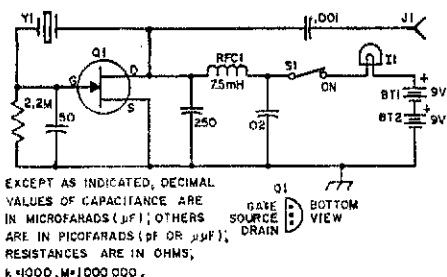 Y1
.001
J1
Q1
G
D
S
RFC1
7.5mH
S1
ON
I1
BT1
9V
BT2
9V
2.2M
50
250
.02
EXCEPT AS INDICATED, DECIMAL
VALUES OF CAPACITANCE ARE
IN MICROFARADS (µF); OTHERS
ARE IN PICOFARADS (pF OR µµF);
RESISTANCES ARE IN OHMS;
k=1000, M=1000 000.
Q1
GATE
SOURCE
DRAIN
BOTTOM
VIEW